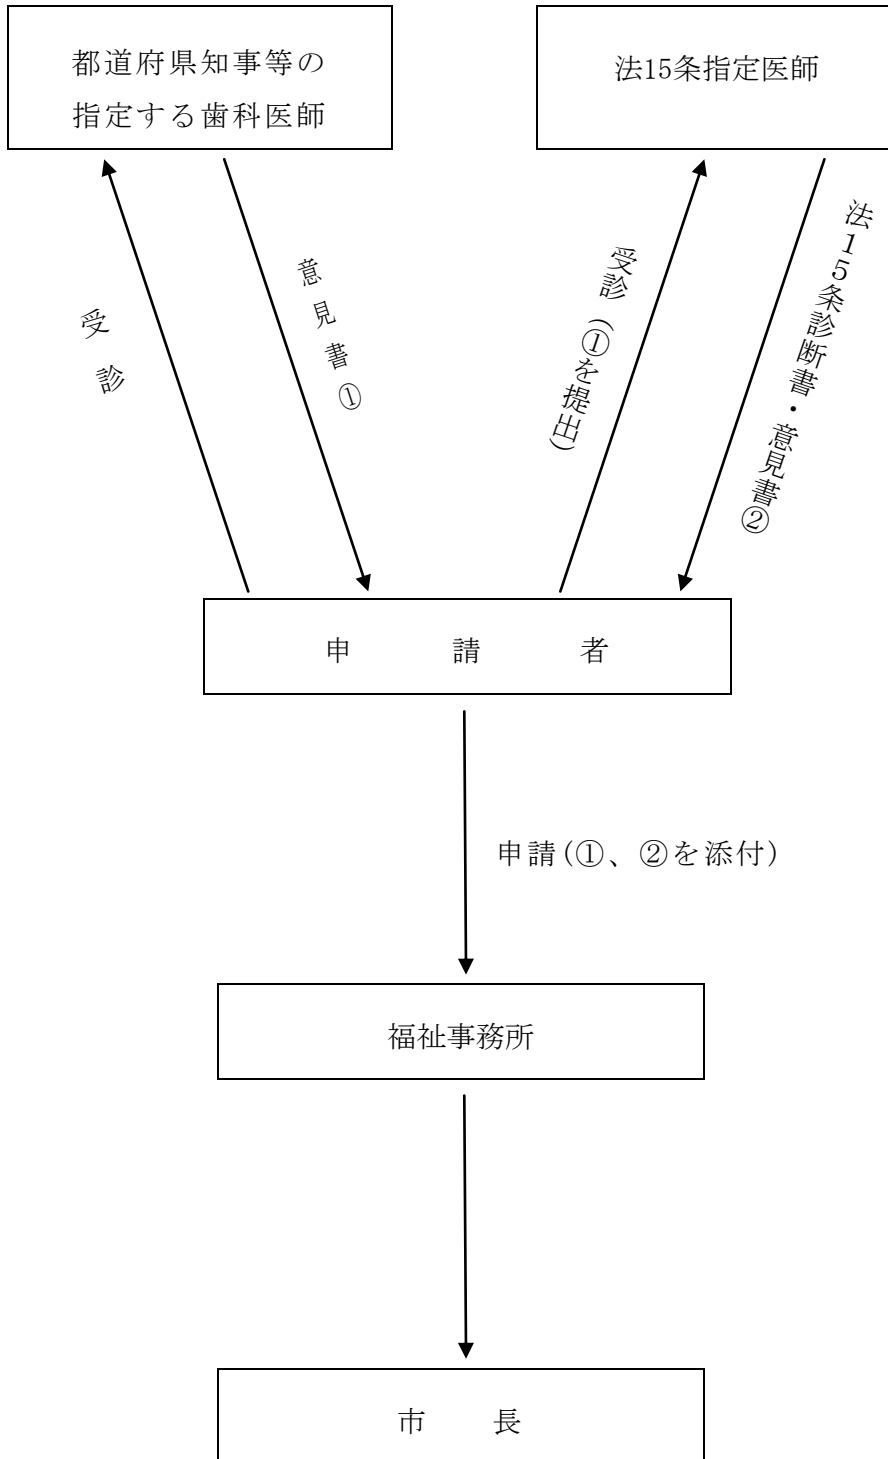 都道府県知事等の
指定する歯科医師
法15条指定医師
受診
意見書①
受診(①を提出)
法15条診断書・意見書②
申請者
申請(①、②を添付)
福祉事務所
市長